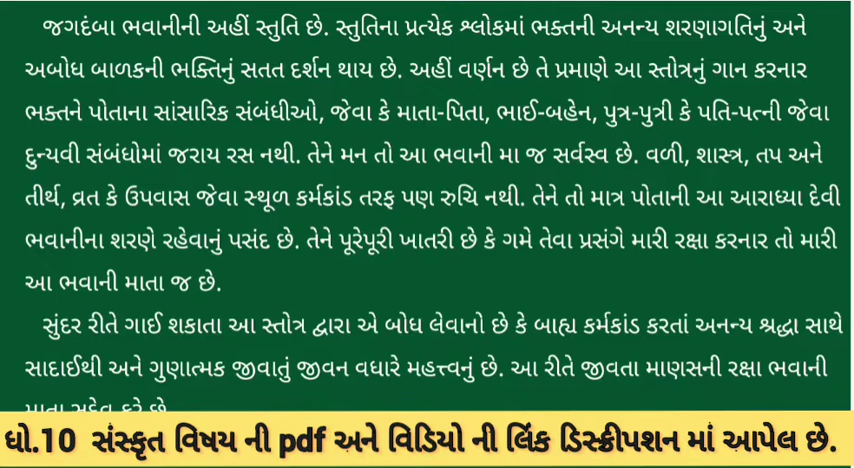 જગદંબા ભવાનીની અહીં સ્તુતિ છે. સ્તુતિના પ્રત્યેક શ્લોકમાં ભક્તની અનન્ય શરણાગતિનું અને
અબોધ બાળકની ભક્તિનું સતત દર્શન થાય છે. અહીં વર્ણન છે તે પ્રમાણે આ સ્તોત્રનું ગાન કરનાર
ભક્તને પોતાના સાંસારિક સંબંધીઓ, જેવા કે માતા-પિતા, ભાઈ-બહેન, પુત્ર-પુત્રી કે પતિ-પત્ની જેવા
દુન્યવી સંબંધોમાં જરાય રસ નથી. તેને મન તો આ ભવાની મા જ સર્વસ્વ છે. વળી, શાસ્ત્ર, તપ અને
તીર્થ, વ્રત કે ઉપવાસ જેવા સ્થૂળ કર્મકાંડ તરફ પણ રુચિ નથી. તેને તો માત્ર પોતાની આ આરાધ્યા દેવી
ભવાનીના શરણે રહેવાનું પસંદ છે. તેને પૂરેપૂરી ખાતરી છે કે ગમે તેવા પ્રસંગે મારી રક્ષા કરનાર તો મારી
આ ભવાની માતા જ છે.
સુંદર રીતે ગાઈ શકાતા આ સ્તોત્ર દ્વારા એ બોધ લેવાનો છે કે બાહ્ય કર્મકાંડ કરતાં અનન્ય શ્રદ્ધા સાથે
સાદાઈથી અને ગુણાત્મક જીવાતું જીવન વધારે મહત્ત્વનું છે. આ રીતે જીવતા માણસની રક્ષા ભવાની
માતા સદૈવ કરે છે
ધો.10 સંસ્કૃત વિષય ની pdf અને વિડિયો ની લિંક ડિસ્ક્રીપશન માં આપેલ છે.